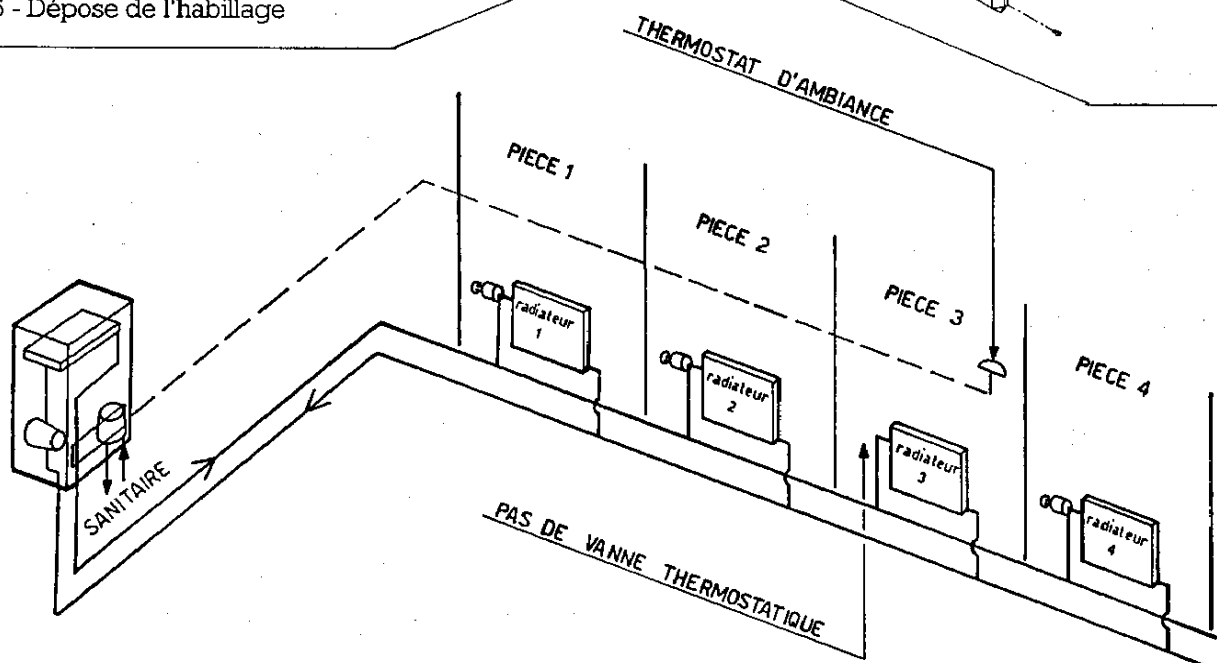 - Dépose de l'habillage
THERMOSTAT D'AMBIANCE
PIECE 1
PIECE 2
PIECE 3
PIECE 4
radiateur
1
radiateur
2
radiateur
3
radiateur
4
SANITAIRE
PAS DE VANNE THERMOSTATIQUE